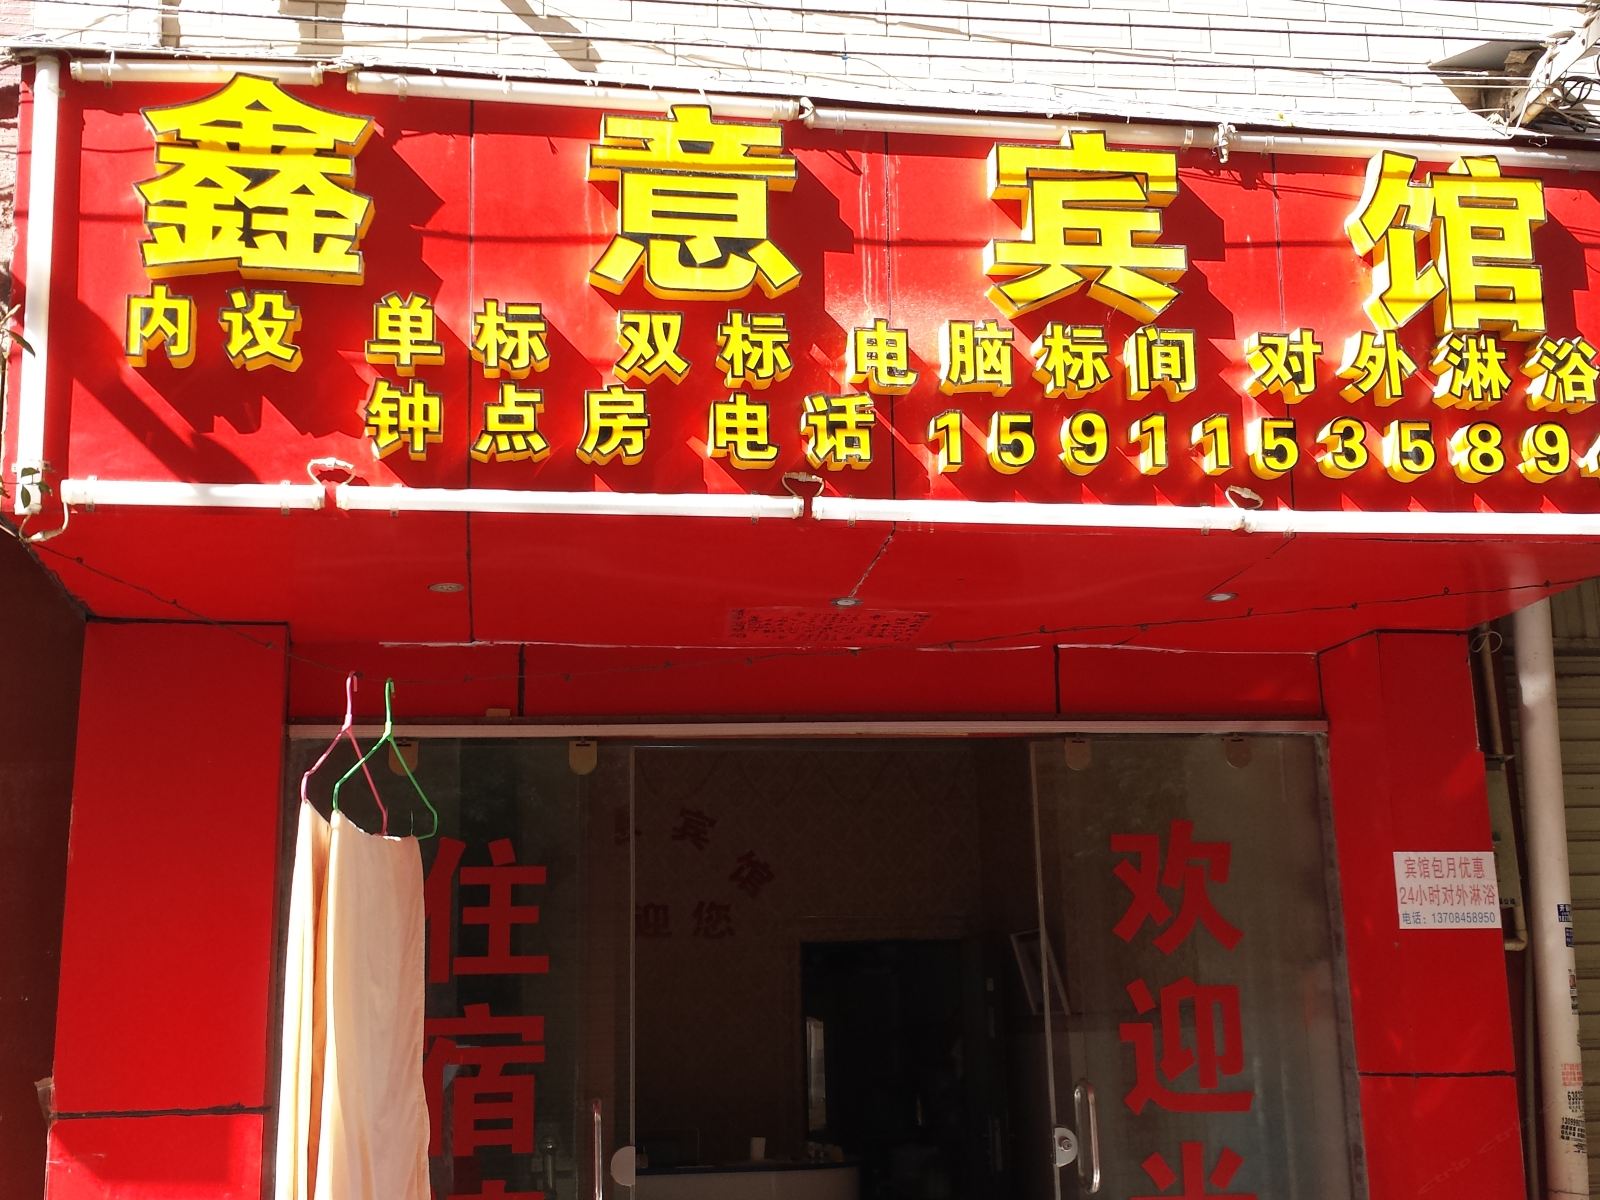 鑫意宾馆
内设 单标 双标 电脑标间 对外淋浴
钟点房 电话 1591153589
住宿
欢迎光
宾馆
迎您
宾馆包月优惠
24小时对外淋浴
电话：13708458950